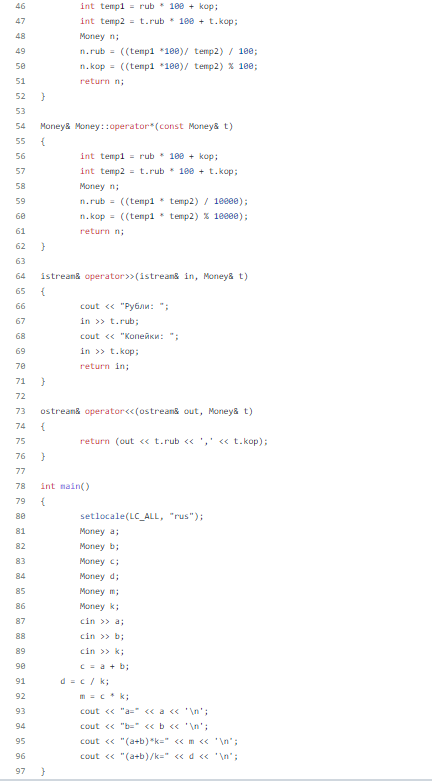 46 int temp1 = rub * 100 + kop;
47 int temp2 = t.rub * 100 + t.kop;
48 Money n;
49 n.rub = ((temp1 *100)/ temp2) / 100;
50 n.kop = ((temp1 *100)/ temp2) % 100;
51 return n;
52 }
53
54 Money& Money::operator*(const Money& t)
55 {
56 int temp1 = rub * 100 + kop;
57 int temp2 = t.rub * 100 + t.kop;
58 Money n;
59 n.rub = ((temp1 * temp2) / 10000);
60 n.kop = ((temp1 * temp2) % 10000);
61 return n;
62 }
63
64 istream& operator>>(istream& in, Money& t)
65 {
66 cout << "Рубли: ";
67 in >> t.rub;
68 cout << "Копейки: ";
69 in >> t.kop;
70 return in;
71 }
72
73 ostream& operator<<(ostream& out, Money& t)
74 {
75 return (out << t.rub << ',' << t.kop);
76 }
77
78 int main()
79 {
80 setlocale(LC_ALL, "rus");
81 Money a;
82 Money b;
83 Money c;
84 Money d;
85 Money m;
86 Money k;
87 cin >> a;
88 cin >> b;
89 cin >> k;
90 c = a + b;
91 d = c / k;
92 m = c * k;
93 cout << "a=" << a << '\n';
94 cout << "b=" << b << '\n';
95 cout << "(a+b)*k=" << m << '\n';
96 cout << "(a+b)/k=" << d << '\n';
97 }